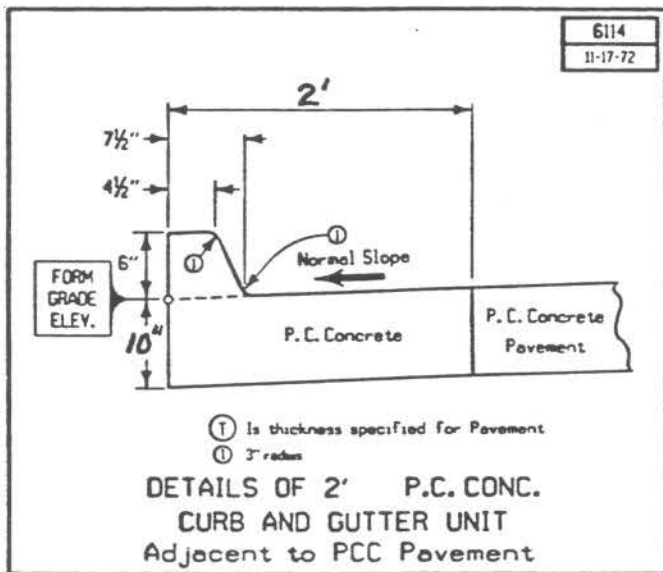 6114
11-17-72
2'
7½"
4½"
6"
①
①
Normal Slope
FORM
GRADE
ELEV.
10"
P.C. Concrete
P.C. Concrete
Pavement
Ⓣ Is thickness specified for Pavement
① 3" radius
DETAILS OF 2' P.C. CONC.
CURB AND GUTTER UNIT
Adjacent to PCC Pavement